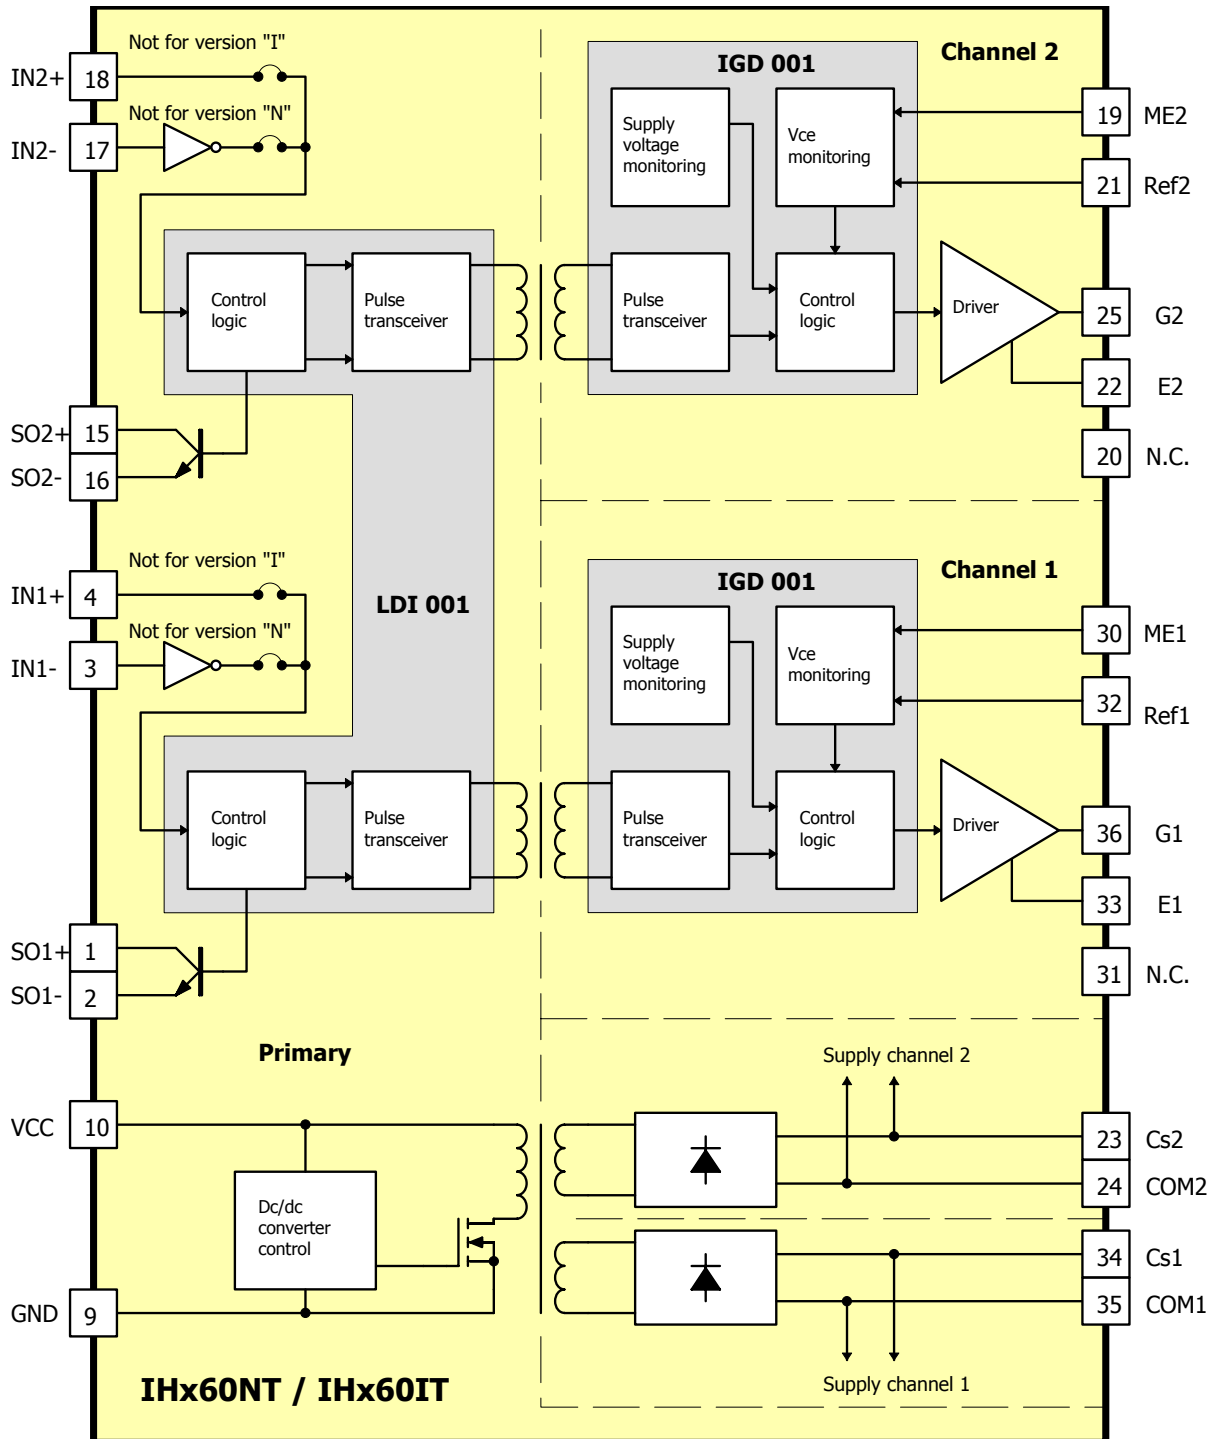 Not for version "I"
IN2+
18
Not for version "N"
IN2-
17
IGD 001
Channel 2
Supply
voltage
monitoring
Vce
monitoring
19
ME2
21
Ref2
Control
logic
Pulse
transceiver
Pulse
transceiver
Control
logic
Driver
25
G2
22
E2
20
N.C.
SO2+
15
SO2-
16
Not for version "I"
IN1+
4
Not for version "N"
IN1-
3
LDI 001
IGD 001
Channel 1
Supply
voltage
monitoring
Vce
monitoring
30
ME1
32
Ref1
Control
logic
Pulse
transceiver
Pulse
transceiver
Control
logic
Driver
36
G1
33
E1
31
N.C.
SO1+
1
SO1-
2
Primary
Supply channel 2
VCC
10
23
Cs2
24
COM2
Dc/dc
converter
control
34
Cs1
35
COM1
GND
9
Supply channel 1
IHx60NT / IHx60IT